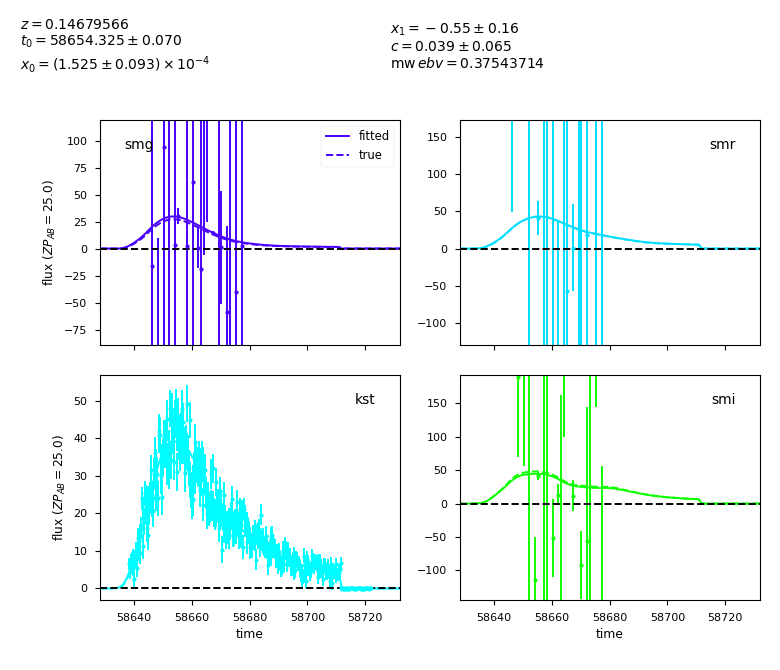 z = 0.14679566
t₀ = 58654.325 ± 0.070
x₀ = (1.525 ± 0.093) × 10⁻⁴
x₁ = −0.55 ± 0.16
c = 0.039 ± 0.065
mw ebv = 0.37543714
smg
fitted
true
100
75
50
25
0
−25
−50
−75
flux (ZP_AB = 25.0)
smr
150
100
50
0
−50
−100
kst
50
40
30
20
10
0
flux (ZP_AB = 25.0)
58640 58660 58680 58700 58720
time
smi
150
100
50
0
−50
−100
58640 58660 58680 58700 58720
time